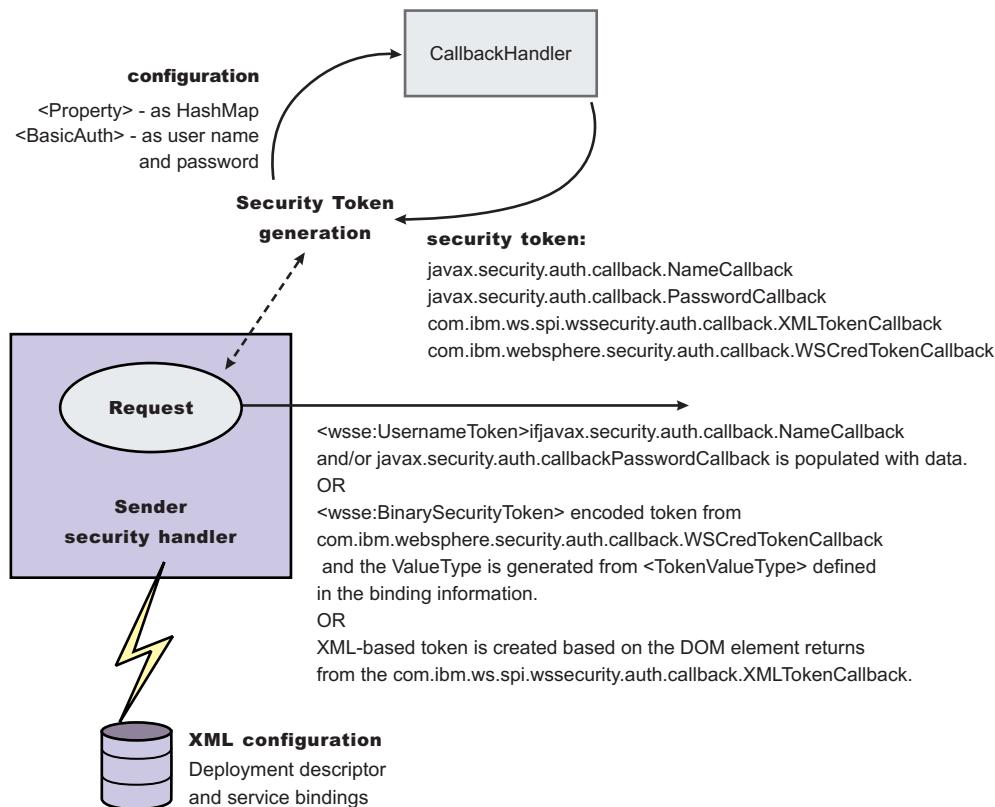 CallbackHandler
configuration
<Property> - as HashMap
<BasicAuth> - as user name
and password
Security Token
generation
security token:
javax.security.auth.callback.NameCallback
javax.security.auth.callback.PasswordCallback
com.ibm.ws.spi.wssecurity.auth.callback.XMLTokenCallback
com.ibm.websphere.security.auth.callback.WSCredTokenCallback
Request
Sender
security handler
<wsse:UsernameToken>ifjavax.security.auth.callback.NameCallback
and/or javax.security.auth.callbackPasswordCallback is populated with data.
OR
<wsse:BinarySecurityToken> encoded token from
com.ibm.websphere.security.auth.callback.WSCredTokenCallback
and the ValueType is generated from <TokenValueType> defined
in the binding information.
OR
XML-based token is created based on the DOM element returns
from the com.ibm.ws.spi.wssecurity.auth.callback.XMLTokenCallback.
XML configuration
Deployment descriptor
and service bindings